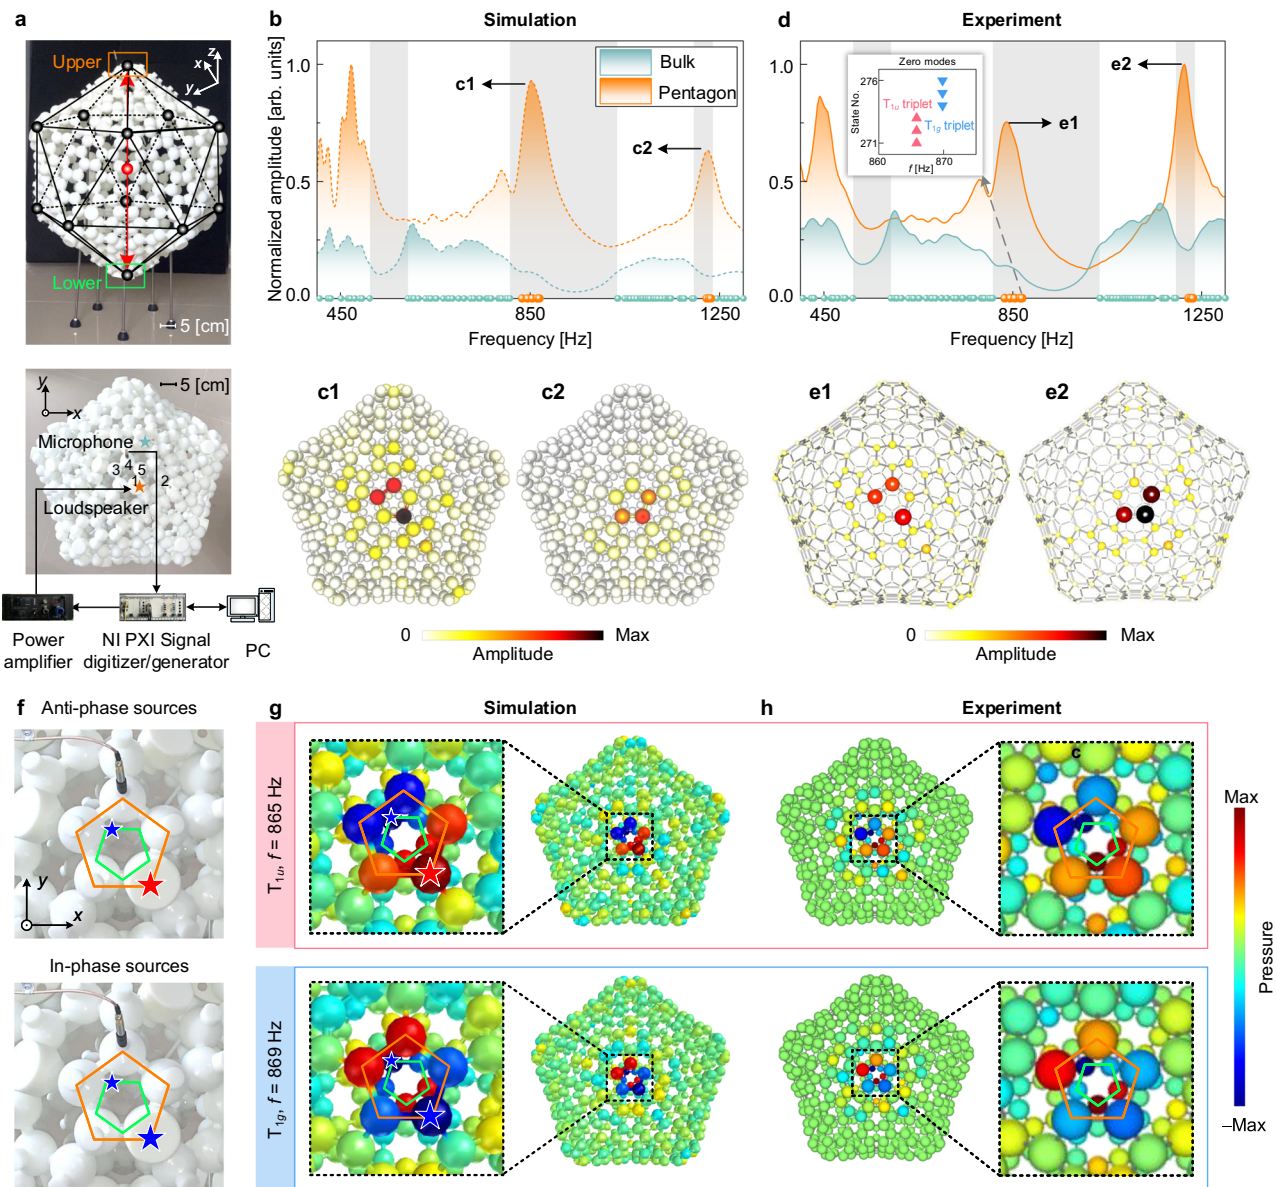 a
Upper
z
x
y
Lower
5 [cm]
y
x
5 [cm]
Microphone
3 4 5
1 2
Loudspeaker
Power amplifier
NI PXI Signal digitizer/generator
PC
b
Simulation
Normalized amplitude [arb. units]
1.0
0.5
0.0
450
850
1250
Frequency [Hz]
Bulk
Pentagon
c1
c2
d
Experiment
1.0
0.5
0.0
450
850
1250
Frequency [Hz]
Zero modes
State No.
276
271
860
870
f [Hz]
T1u triplet
T1g triplet
e1
e2
c1
c2
0
Max
Amplitude
e1
e2
0
Max
Amplitude
f
Anti-phase sources
y
x
In-phase sources
g
Simulation
h
Experiment
T1u, f = 865 Hz
c
T1g, f = 869 Hz
Max
Pressure
–Max